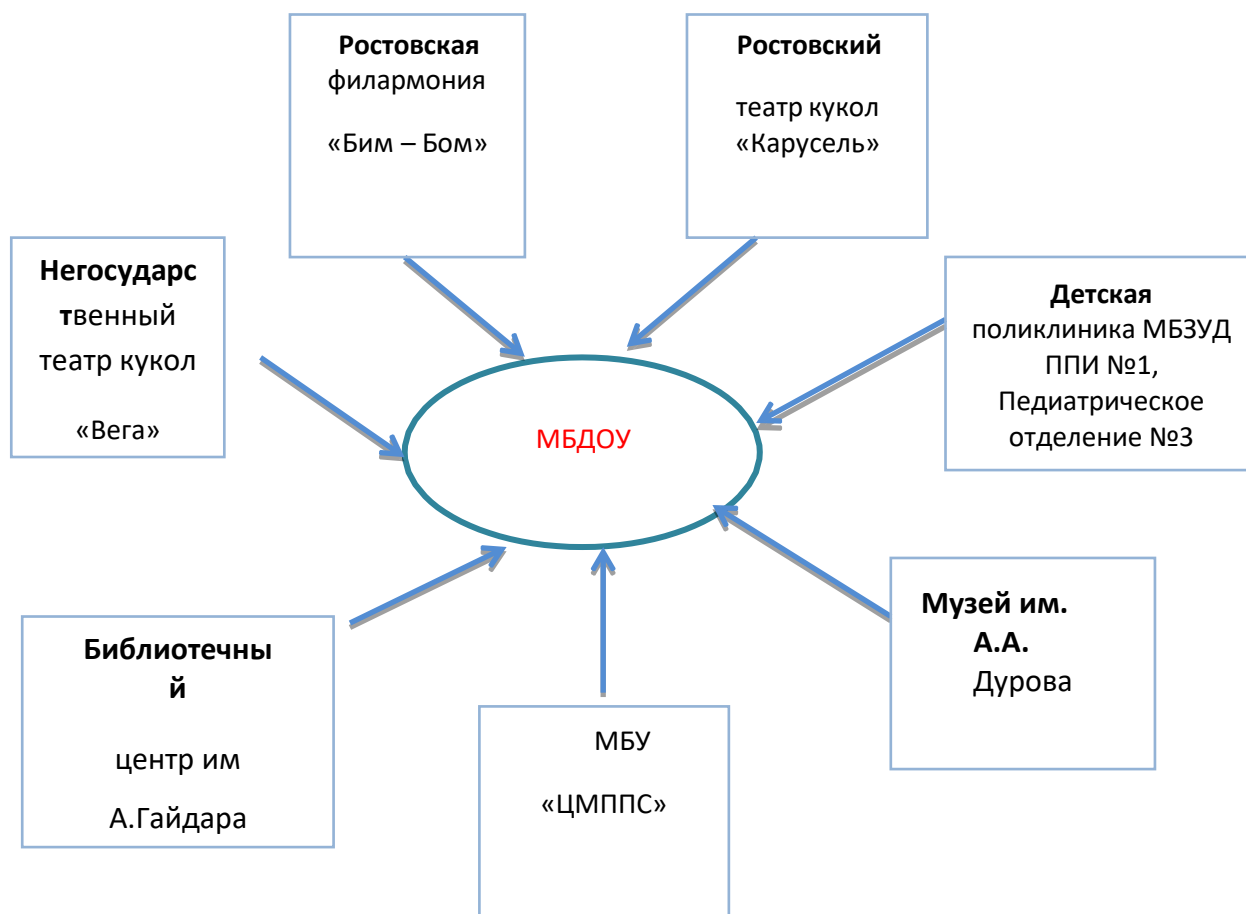 Ростовская
филармония
«Бим – Бом»
Ростовский
театр кукол
«Карусель»
Негосударс
твенный
театр кукол
«Вега»
Детская
поликлиника МБЗУД
ППИ №1,
Педиатрическое
отделение №3
МБДОУ
Библиотечны
й
центр им
А.Гайдара
МБУ
«ЦМППС»
Музей им.
А.А.
Дурова